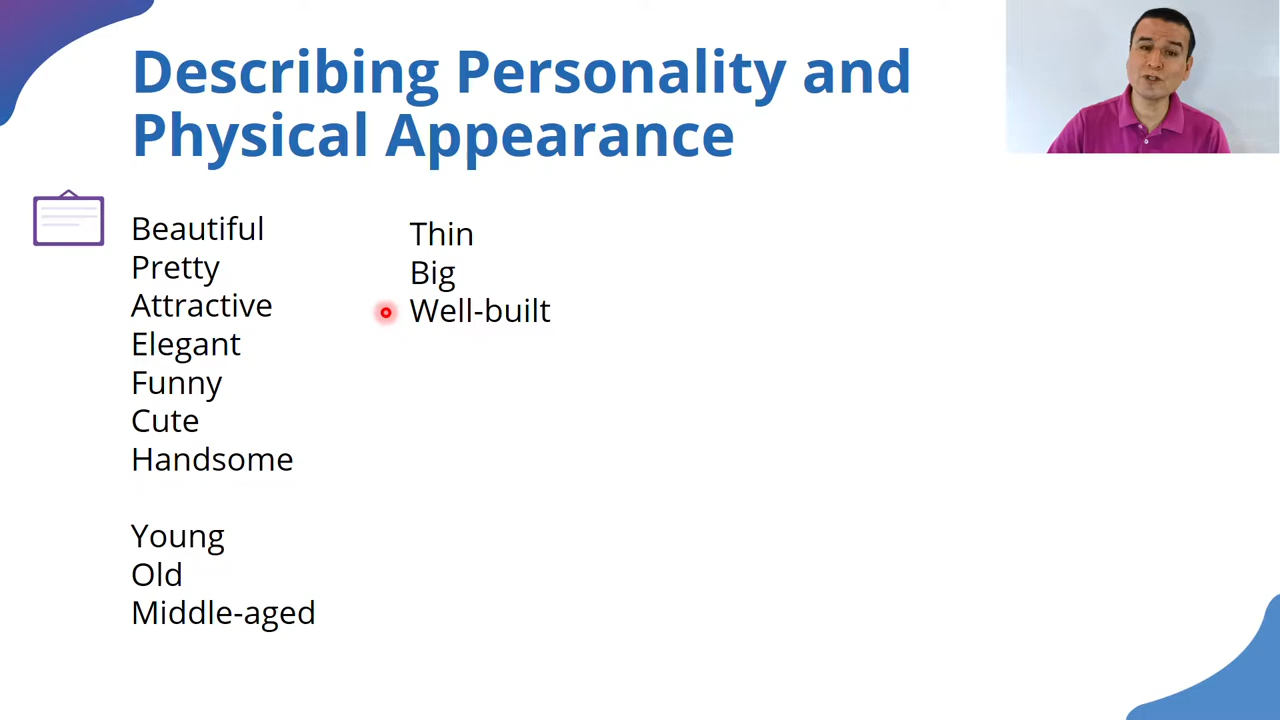 Describing Personality and
Physical Appearance
Beautiful
Pretty
Attractive
Elegant
Funny
Cute
Handsome
Young
Old
Middle-aged
Thin
Big
Well-built